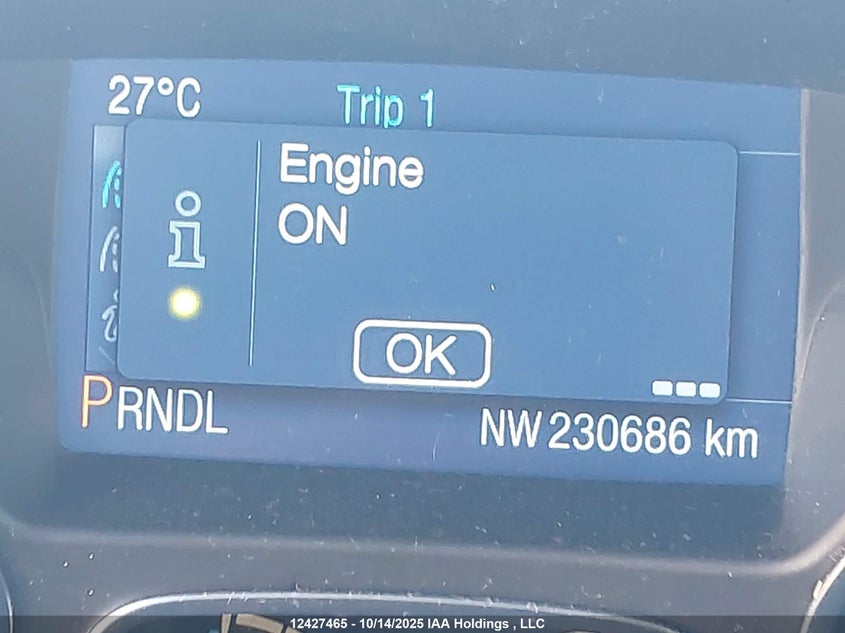 27°C Trip 1
Engine
ON
OK
PRNDL NW 230686 km
12427465 - 10/14/2025 IAA Holdings , LLC